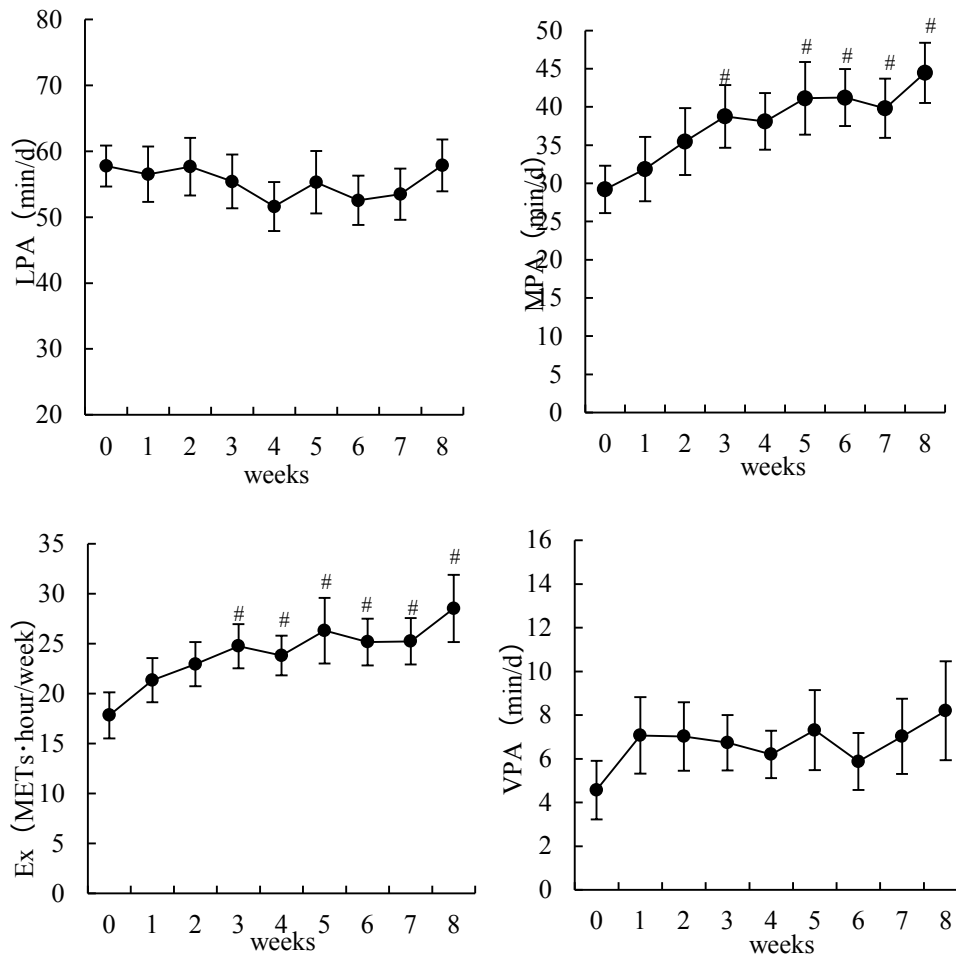 LPA (min/d)
80
70
60
50
40
30
20
0 1 2 3 4 5 6 7 8
weeks
MPA (min/d)
50
45
40
35
30
25
20
15
10
5
0
# # # # #
0 1 2 3 4 5 6 7 8
weeks
Ex (METs·hour/week)
35
30
25
20
15
10
5
0
# # # # # #
0 1 2 3 4 5 6 7 8
weeks
VPA (min/d)
16
14
12
10
8
6
4
2
0
0 1 2 3 4 5 6 7 8
weeks